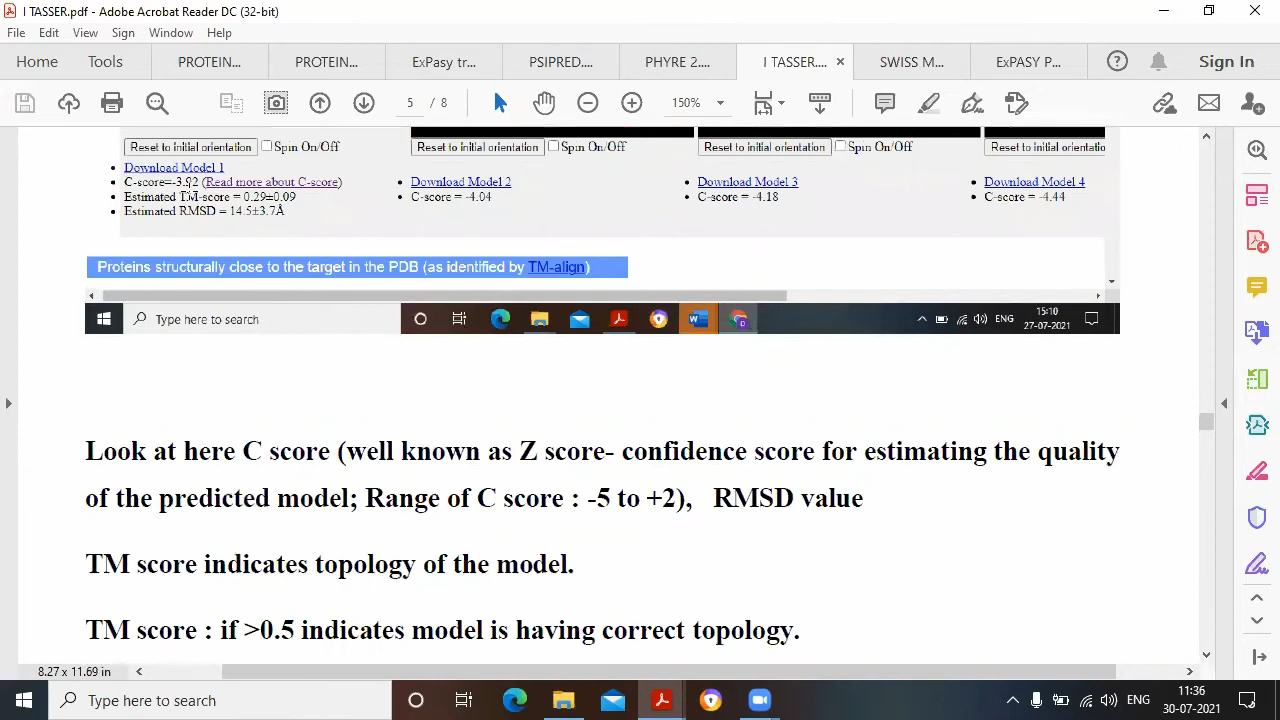 I TASSER.pdf - Adobe Acrobat Reader DC (32-bit)
File Edit View Sign Window Help
Home Tools PROTEIN... PROTEIN... ExPasy tr... PSIPRED.... PHYRE 2.... I TASSER.... SWISS M... ExPASY P... Sign In
5 / 8 150%
Reset to initial orientation Spin On/Off Reset to initial orientation Spin On/Off Reset to initial orientation Spin On/Off Reset to initial orientatio
Download Model 1
C-score=-3.92 (Read more about C-score) Download Model 2 Download Model 3 Download Model 4
Estimated TM-score = 0.29±0.09 C-score = -4.04 C-score = -4.18 C-score = -4.44
Estimated RMSD = 14.5±3.7Å
Proteins structurally close to the target in the PDB (as identified by TM-align)
Type here to search ENG 15:10
27-07-2021
Look at here C score (well known as Z score- confidence score for estimating the quality
of the predicted model; Range of C score : -5 to +2), RMSD value
TM score indicates topology of the model.
TM score : if >0.5 indicates model is having correct topology.
8.27 x 11.69 in
Type here to search ENG 11:36
30-07-2021